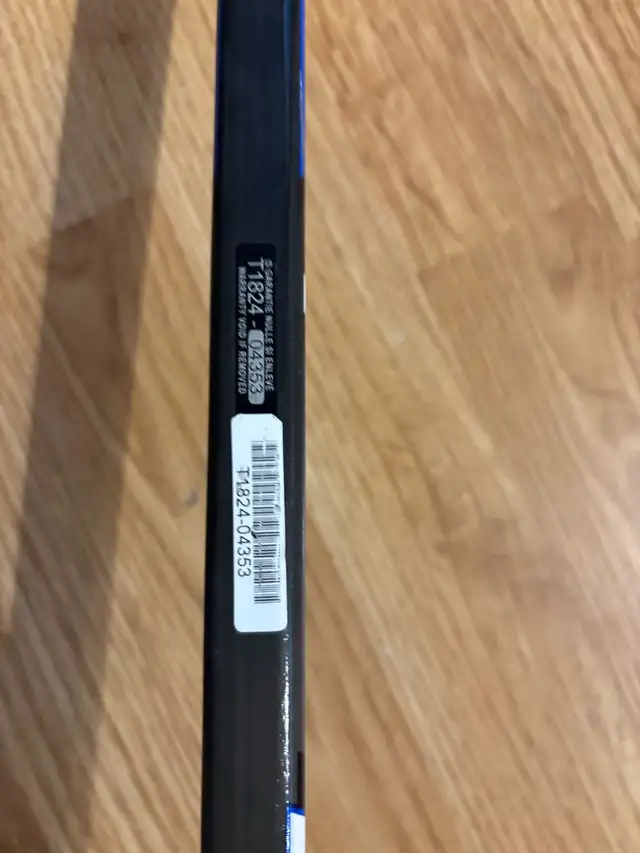 GARANTIE NULLE SI ENLEVÉ
T1824-04353
WARRANTY VOID IF REMOVED
T1824-04353